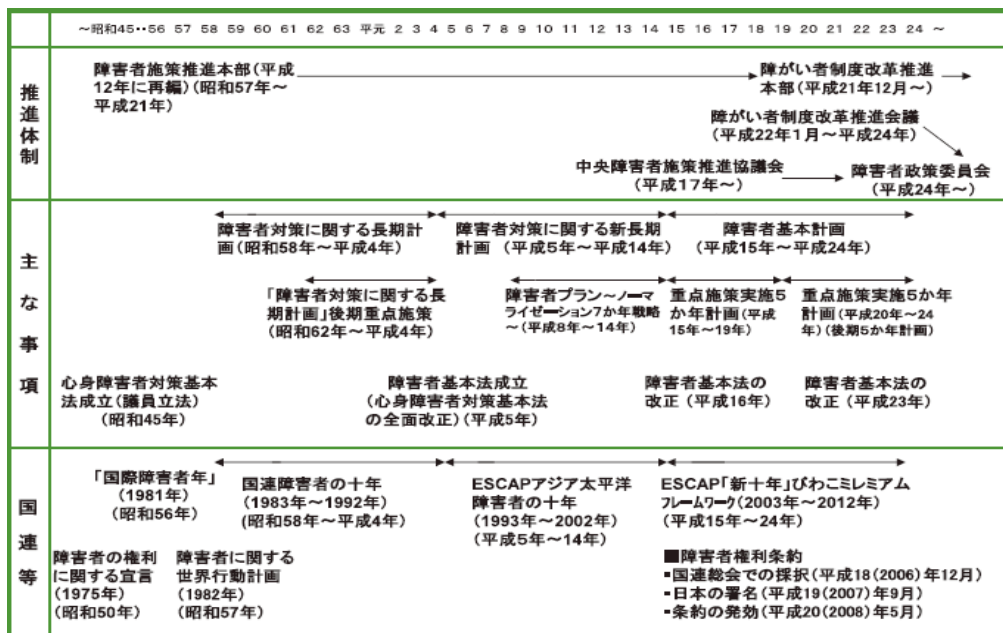 ～昭和45‥56 57 58 59 60 61 62 63 平元 2 3 4 5 6 7 8 9 10 11 12 13 14 15 16 17 18 19 20 21 22 23 24 ～
推進体制
障害者施策推進本部(平成
12年に再編)(昭和57年～
平成21年)
障がい者制度改革推進
本部(平成21年12月～)
障がい者制度改革推進会議
(平成22年1月～平成24年)
中央障害者施策推進協議会
(平成17年～)
障害者政策委員会
(平成24年～)
主な事項
障害者対策に関する長期計
画(昭和58年～平成4年)
障害者対策に関する新長期
計画 (平成5年～平成14年)
障害者基本計画
(平成15年～平成24年)
「障害者対策に関する長
期計画」後期重点施策
(昭和62年～平成4年)
障害者プラン～ノーマ
ライゼーション7か年戦略
～(平成8年～14年)
重点施策実施5
か年計画(平成
15年～19年)
重点施策実施5か年
計画(平成20年～24
年)(後期5か年計画)
心身障害者対策基本
法成立(議員立法)
(昭和45年)
障害者基本法成立
(心身障害者対策基本法
の全面改正)(平成5年)
障害者基本法の
改正(平成16年)
障害者基本法の
改正(平成23年)
国連等
「国際障害者年」
(1981年)
昭和56年)
国連障害者の十年
(1983年～1992年)
(昭和58年～平成4年)
ESCAPアジア太平洋
障害者の十年
(1993年～2002年)
(平成5年～14年)
ESCAP「新十年」びわこミレミアム
フレームワーク(2003年～2012年)
(平成15年～24年)
障害者の権利
に関する宣言
(1975年)
(昭和50年)
障害者に関する
世界行動計画
(1982年)
(昭和57年)
■障害者権利条約
▪国連総会での採択(平成18(2006)年12月)
▪日本の署名(平成19(2007)年9月)
▪条約の発効(平成20(2008)年5月)